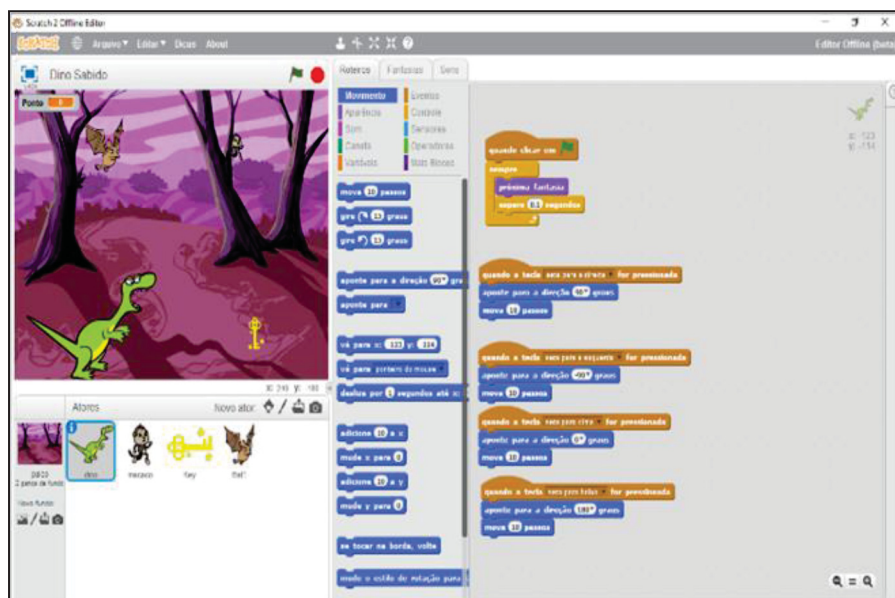 Scratch 2 Offline Editor
SCRATCH Arquivo Editar Dicas About
Editor Offline (beta
Dino Sabido
Ponto 0
X: 240 y: -180
Atores
Novo ator:
palco
2 panos de fundo
Novo fundo
dino
macaco
Key
Bat1
Roteiros Fantasias Sons
Movimento Eventos
Aparência Controle
Som Sensores
Caneta Operadores
Variáveis Mais Blocos
mova 10 passos
gire 15 graus
gire 15 graus
aponte para a direção 90 gra
aponte para
vá para x: -123 y: -114
vá para ponteiro do mouse
deslize por 1 segundos até x:
adicione 10 a x
mude x para 0
adicione 10 a y
mude y para 0
se tocar na borda, volte
mude o estilo de rotação para
x: -123
y: -114
quando clicar em
sempre
próxima fantasia
espere 0.1 segundos
quando a tecla seta para a direita for pressionada
aponte para a direção 90 graus
mova 10 passos
quando a tecla seta para a esquerda for pressionada
aponte para a direção -90 graus
mova 10 passos
quando a tecla seta para cima for pressionada
aponte para a direção 0 graus
mova 10 passos
quando a tecla seta para baixo for pressionada
aponte para a direção 180 graus
mova 10 passos